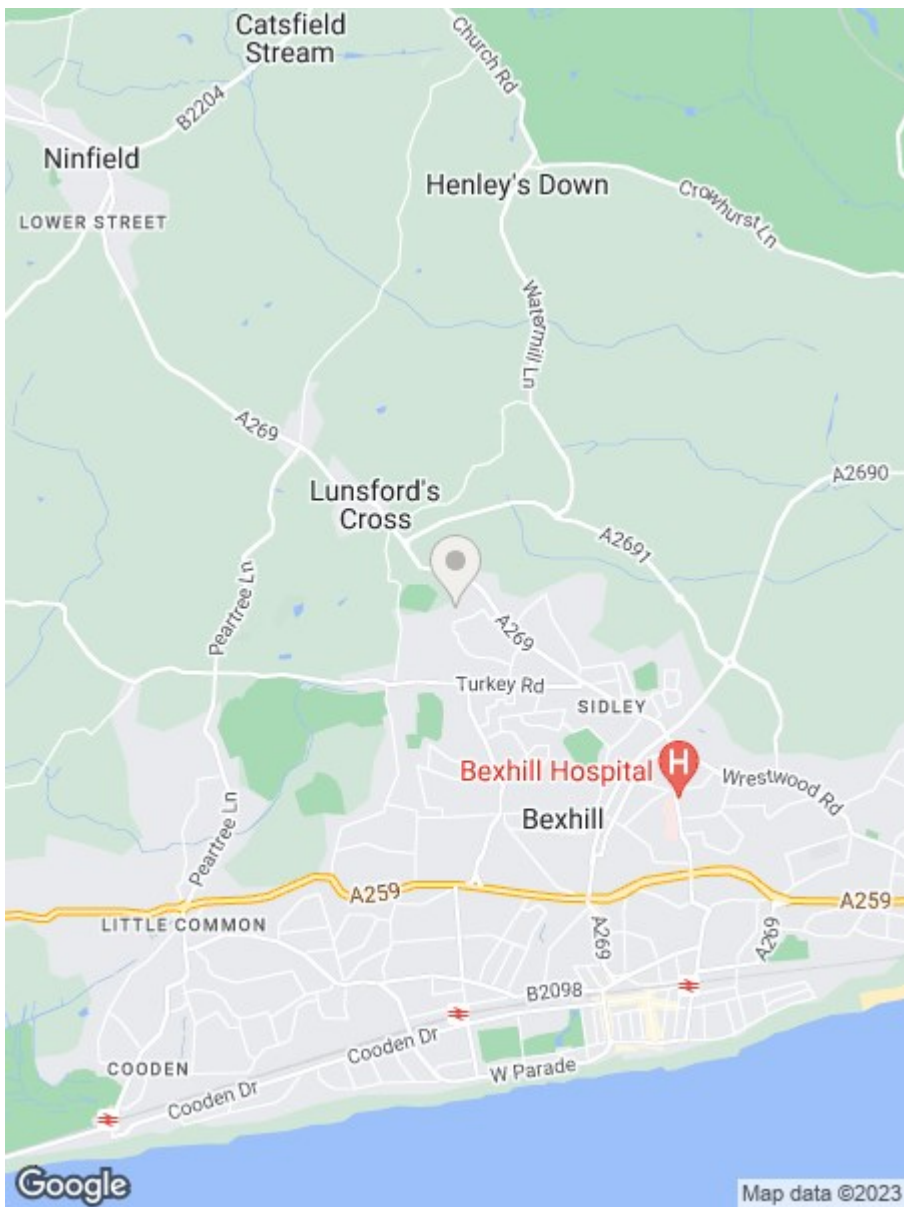 Catsfield
Stream
Church Rd
B2204
Ninfield
Henley's Down
Crowhurst Ln
LOWER STREET
Watermill Ln
A269
A2690
Lunsford's
Cross
A2691
Peartree Ln
A269
Turkey Rd
SIDLEY
Bexhill Hospital
H
Wrestwood Rd
Peartree Ln
Bexhill
A259
A259
LITTLE COMMON
A269
A269
B2098
Cooden Dr
COODEN
W Parade
Cooden Dr
Google
Map data ©2023